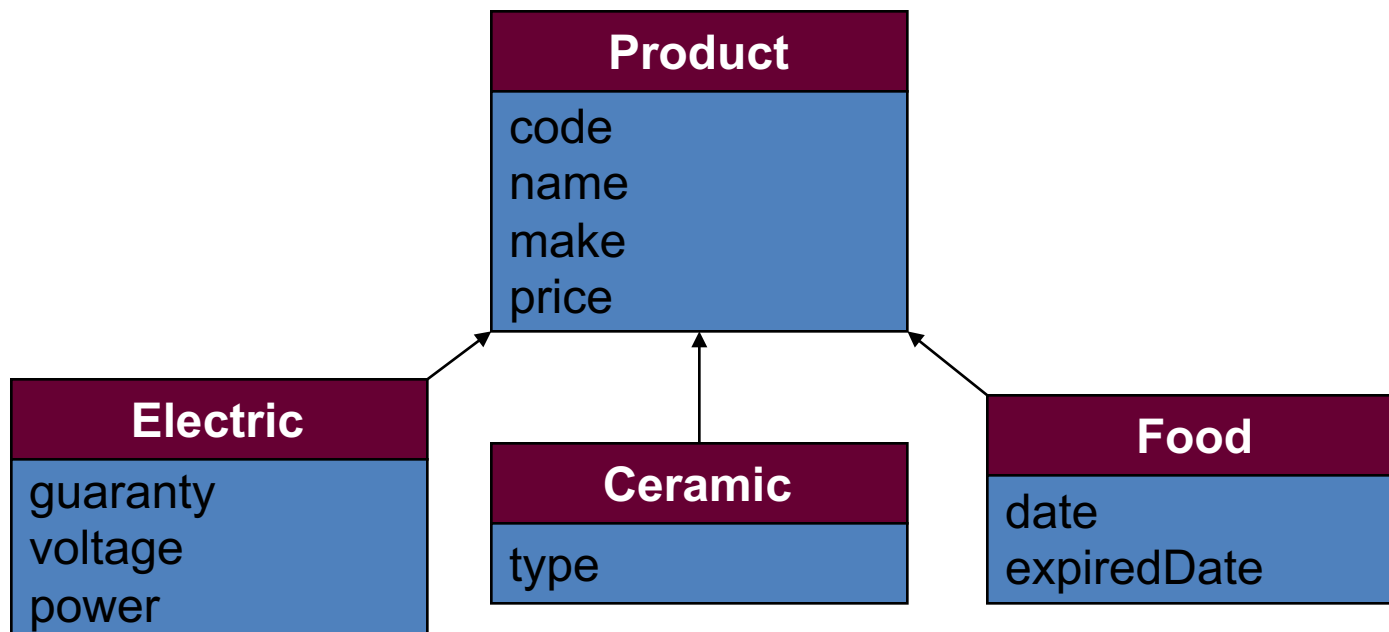 Product
code
name
make
price
Electric
guaranty
voltage
power
Ceramic
type
Food
date
expiredDate